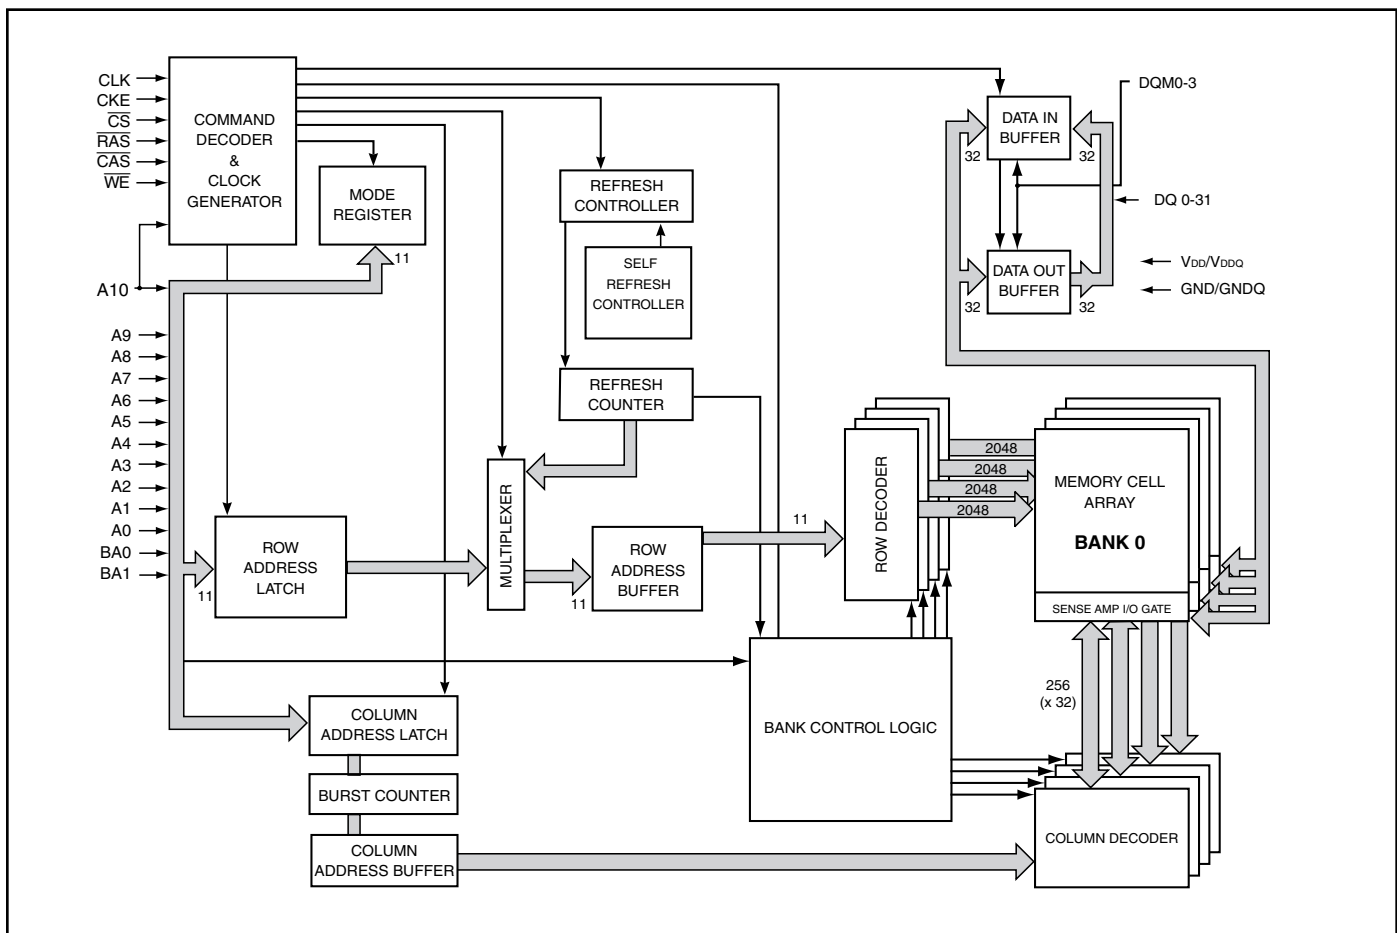 CLK
CKE
CS
RAS
CAS
WE
A10
A9
A8
A7
A6
A5
A4
A3
A2
A1
A0
BA0
BA1
11
COMMAND
DECODER
&
CLOCK
GENERATOR
MODE
REGISTER
11
REFRESH
CONTROLLER
SELF
REFRESH
CONTROLLER
REFRESH
COUNTER
MULTIPLEXER
ROW
ADDRESS
LATCH
11
ROW
ADDRESS
BUFFER
11
COLUMN
ADDRESS LATCH
BURST COUNTER
COLUMN
ADDRESS BUFFER
BANK CONTROL LOGIC
ROW DECODER
2048
2048
2048
2048
MEMORY CELL
ARRAY
BANK 0
SENSE AMP I/O GATE
256
(x 32)
COLUMN DECODER
DATA IN
BUFFER
32
32
DATA OUT
BUFFER
32
32
DQM0-3
DQ 0-31
VDD/VDDQ
GND/GNDQ